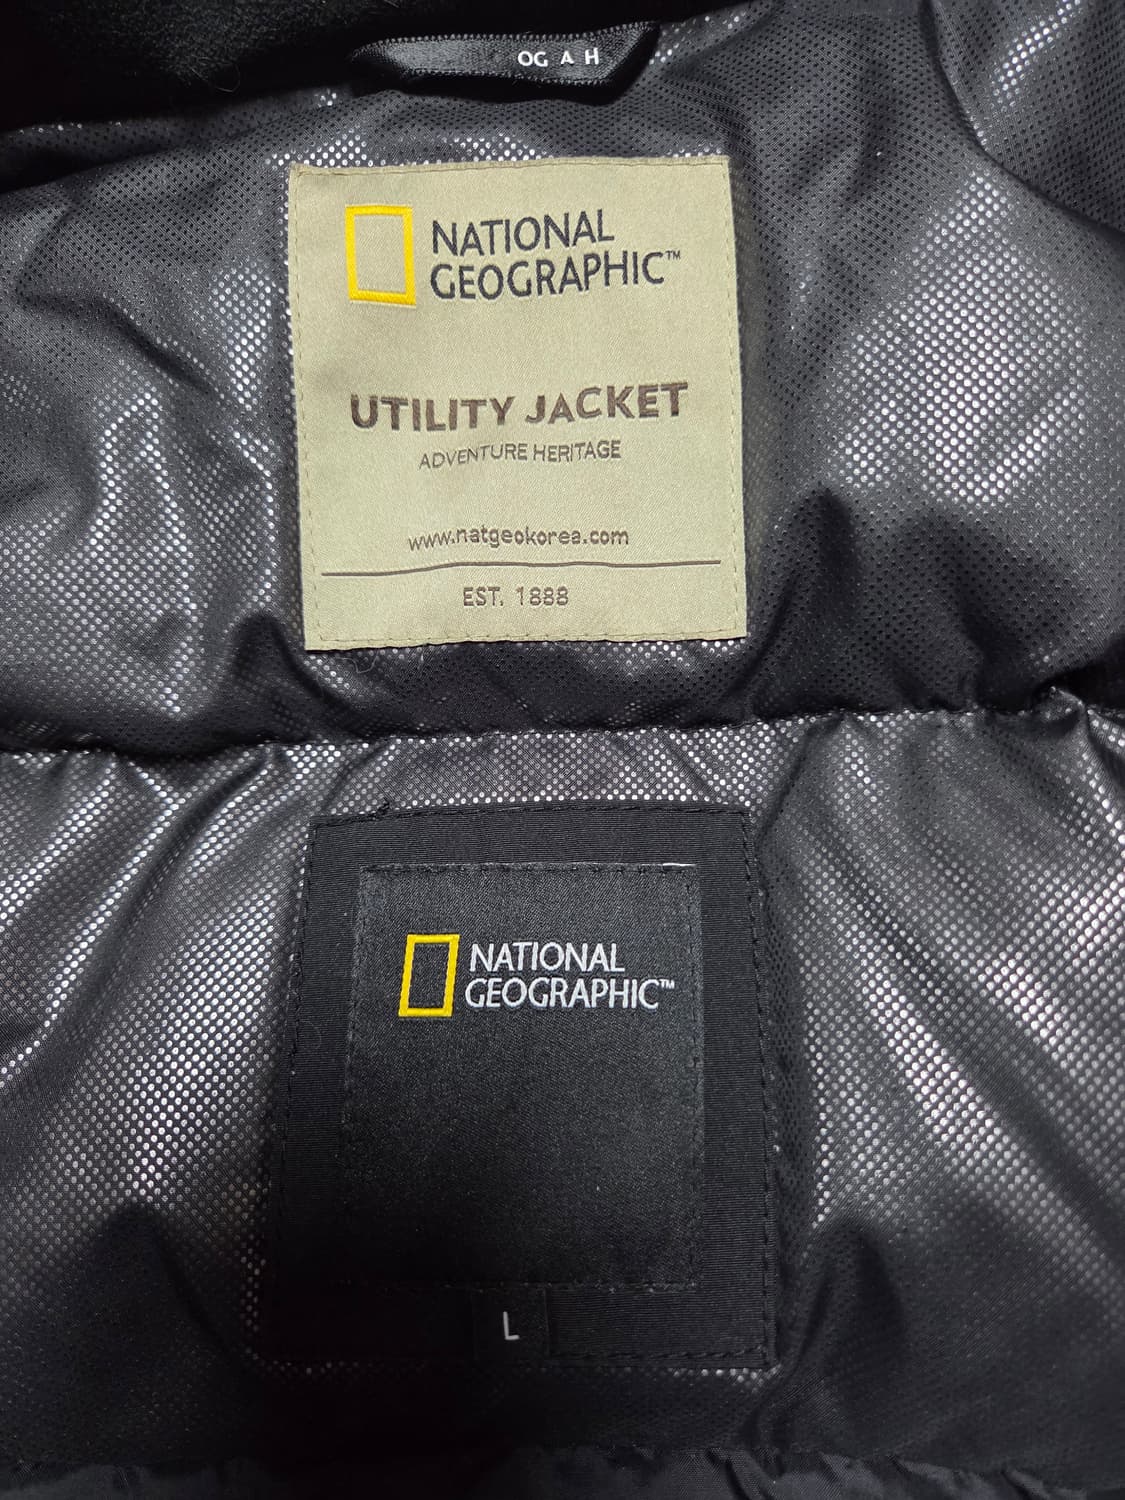 OG A H
NATIONAL
GEOGRAPHIC™
UTILITY JACKET
ADVENTURE HERITAGE
www.natgeokorea.com
EST. 1888
NATIONAL
GEOGRAPHIC™
L